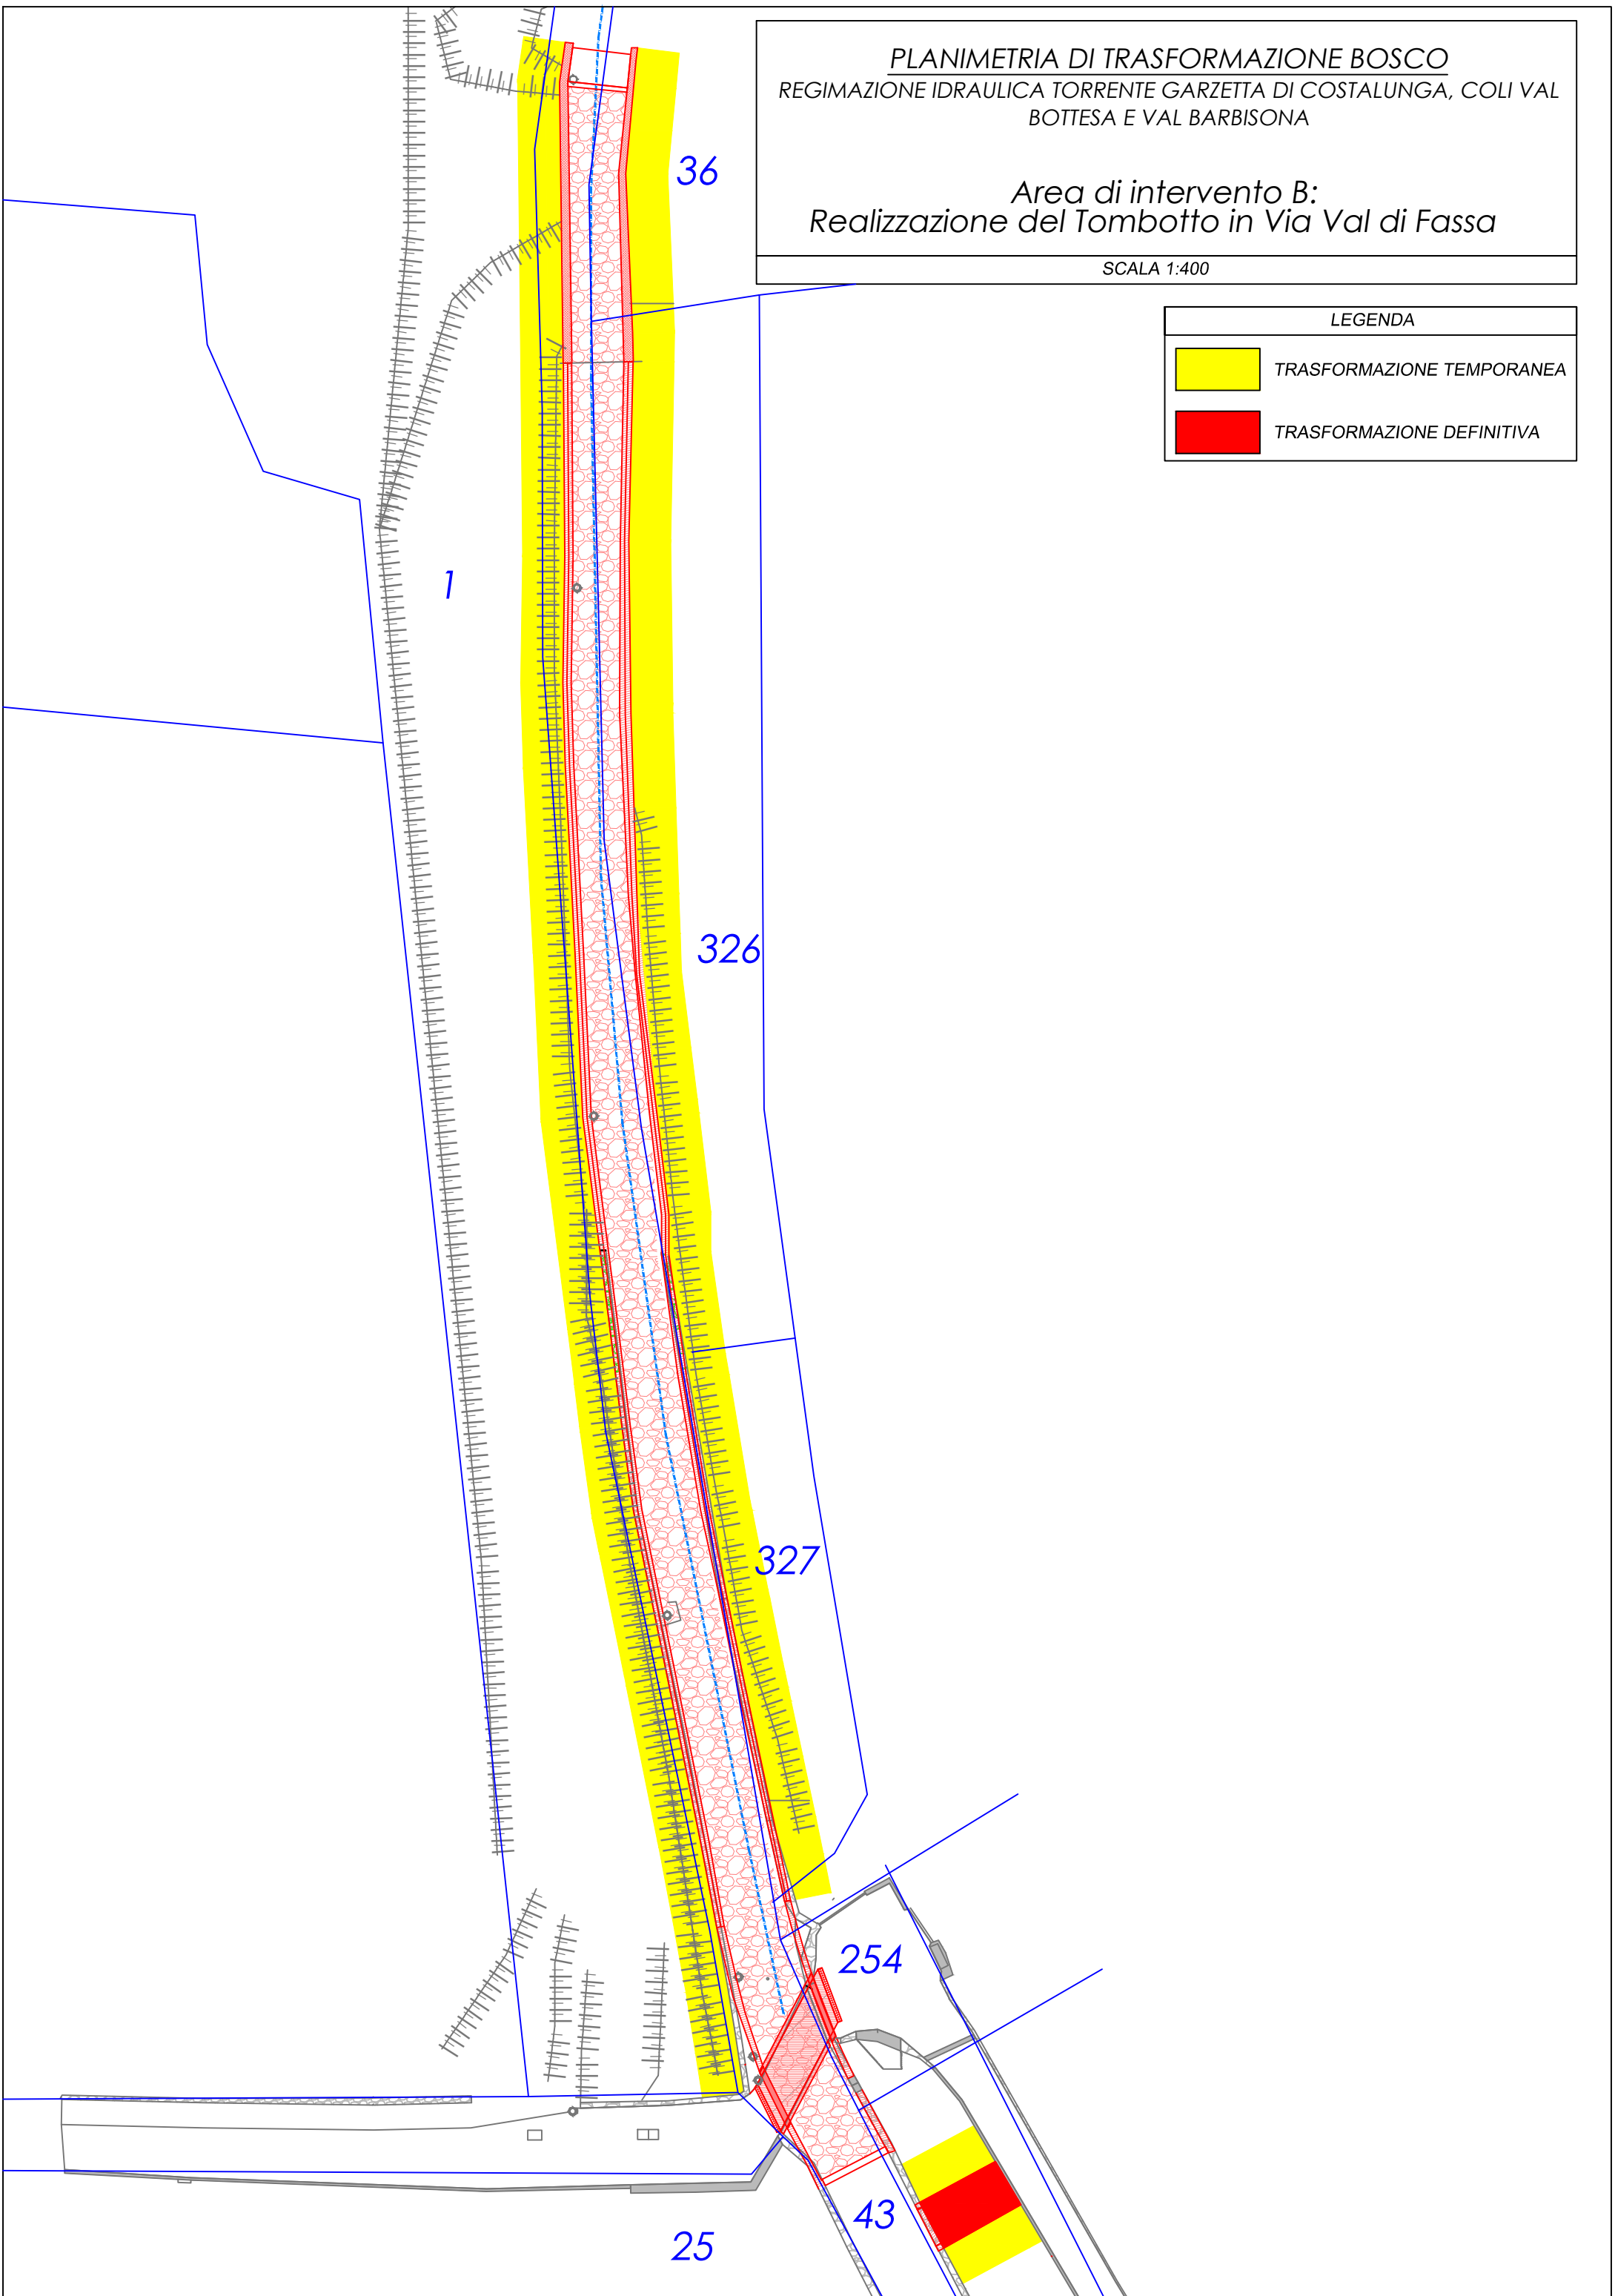 PLANIMETRIA DI TRASFORMAZIONE BOSCO
REGIMAZIONE IDRAULICA TORRENTE GARZETTA DI COSTALUNGA, COLI VAL
BOTTESA E VAL BARBISONA
Area di intervento B:
Realizzazione del Tombotto in Via Val di Fassa
SCALA 1:400
LEGENDA
TRASFORMAZIONE TEMPORANEA
TRASFORMAZIONE DEFINITIVA
36
1
326
327
254
43
25